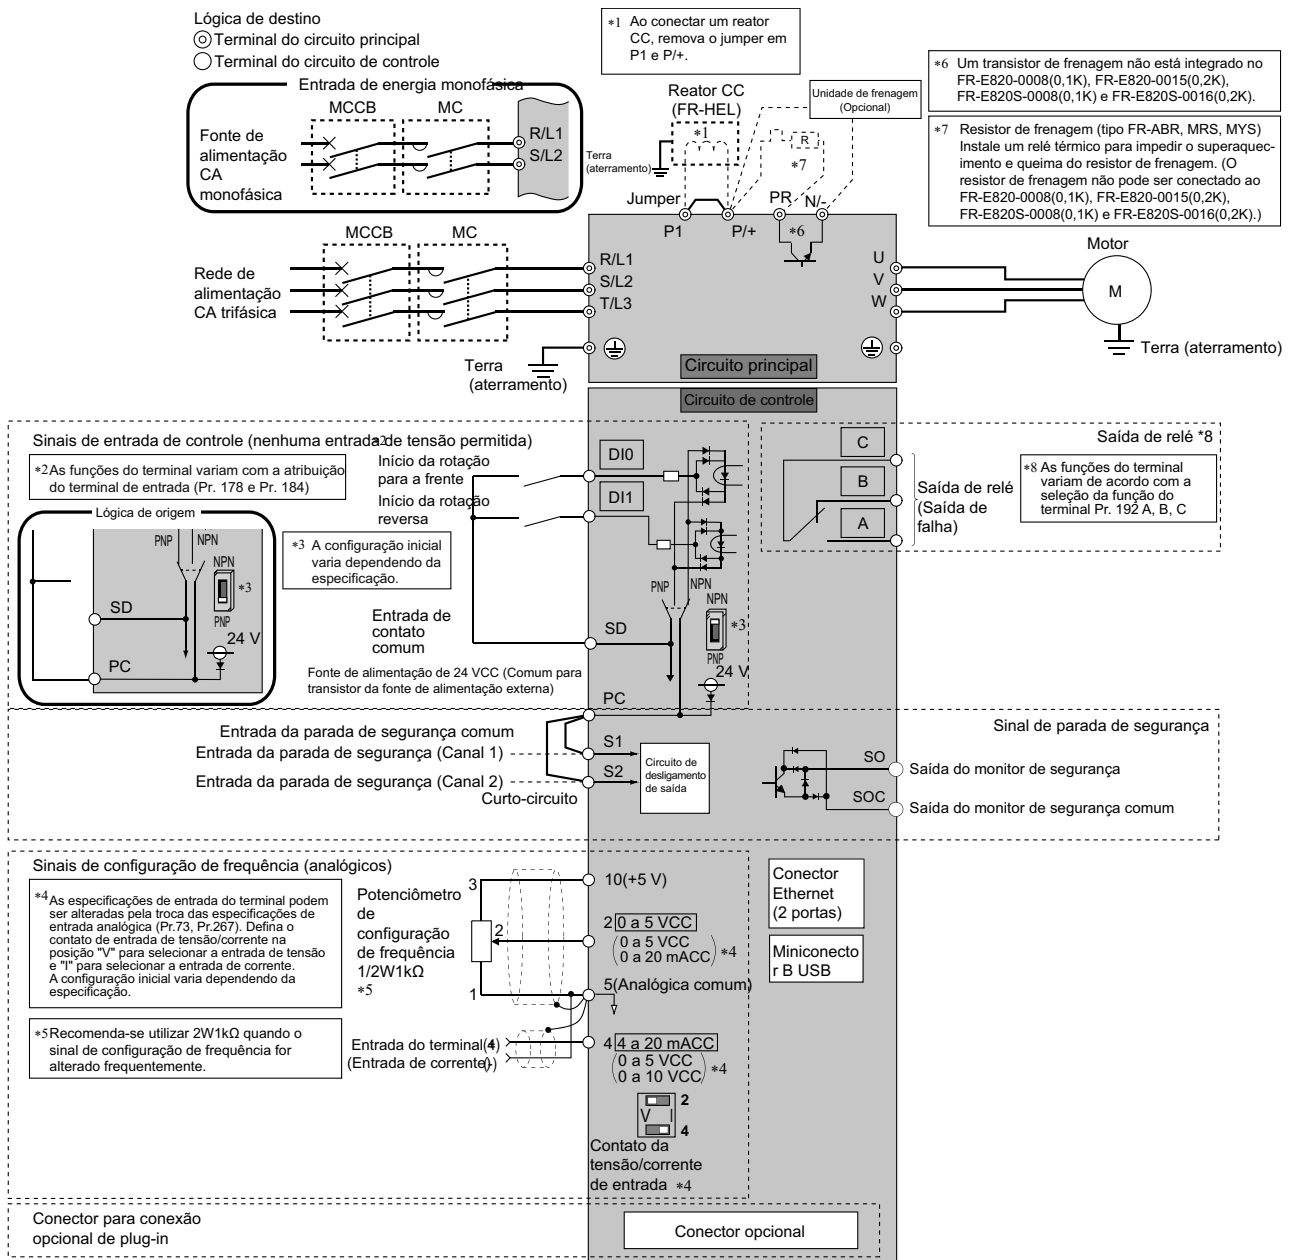 Lógica de destino
Terminal do circuito principal
Terminal do circuito de controle
*1 Ao conectar um reator
CC, remova o jumper em
P1 e P/+.
*6 Um transistor de frenagem não está integrado no
FR-E820-0008(0,1K), FR-E820-0015(0,2K),
FR-E820S-0008(0,1K) e FR-E820S-0016(0,2K).
*7 Resistor de frenagem (tipo FR-ABR, MRS, MYS)
Instale um relé térmico para impedir o superaquec-
imento e queima do resistor de frenagem. (O
resistor de frenagem não pode ser conectado ao
FR-E820-0008(0,1K), FR-E820-0015(0,2K),
FR-E820S-0008(0,1K) e FR-E820S-0016(0,2K).)
Entrada de energia monofásica
MCCB
MC
Fonte de
alimentação
CA
monofásica
R/L1
S/L2
Reator CC
(FR-HEL)
*1
Terra
(aterramento)
Unidade de frenagem
(Opcional)
R
*7
Jumper
P1
P/+
PR
N/-
*6
MCCB
MC
Rede de
alimentação
CA trifásica
R/L1
S/L2
T/L3
U
V
W
Motor
M
Terra
(aterramento)
Terra (aterramento)
Circuito principal
Circuito de controle
Sinais de entrada de controle (nenhuma entrada de tensão permitida)
*2
*2As funções do terminal variam com a atribuição
do terminal de entrada (Pr. 178 e Pr. 184)
Início da rotação
para a frente
Início da rotação
reversa
DI0
DI1
Lógica de origem
PNP
NPN
NPN
*3
PNP
SD
24 V
PC
*3 A configuração inicial
varia dependendo da
especificação.
Entrada de
contato
comum
SD
PNP
NPN
NPN
*3
PNP
24 V
Fonte de alimentação de 24 VCC (Comum para
transistor da fonte de alimentação externa)
PC
C
B
A
Saída de relé *8
Saída de relé
(Saída de
falha)
*8 As funções do terminal
variam de acordo com a
seleção da função do
terminal Pr. 192 A, B, C
Entrada da parada de segurança comum
Entrada da parada de segurança (Canal 1)
Entrada da parada de segurança (Canal 2)
Curto-circuito
S1
S2
Circuito de
desligamento
de saída
Sinal de parada de segurança
SO
Saída do monitor de segurança
SOC
Saída do monitor de segurança comum
Sinais de configuração de frequência (analógicos)
*4As especificações de entrada do terminal podem
ser alteradas pela troca das especificações de
entrada analógica (Pr.73, Pr.267). Defina o
contato de entrada de tensão/corrente na
posição "V" para selecionar a entrada de tensão
e "I" para selecionar a entrada de corrente.
A configuração inicial varia dependendo da
especificação.
*5Recomenda-se utilizar 2W1kΩ quando o
sinal de configuração de frequência for
alterado frequentemente.
Potenciômetro
de
configuração
de frequência
1/2W1kΩ
*5
3
2
1
10(+5 V)
2 0 a 5 VCC
(0 a 5 VCC
0 a 20 mACC) *4
5(Analógica comum)
Entrada do terminal 4
(+)
(Entrada de corrente)
(-)
4 4 a 20 mACC
(0 a 5 VCC
0 a 10 VCC) *4
2
V I
4
Contato da
tensão/corrente
de entrada *4
Conector
Ethernet
(2 portas)
Miniconecto
r B USB
Conector para conexão
opcional de plug-in
Conector opcional